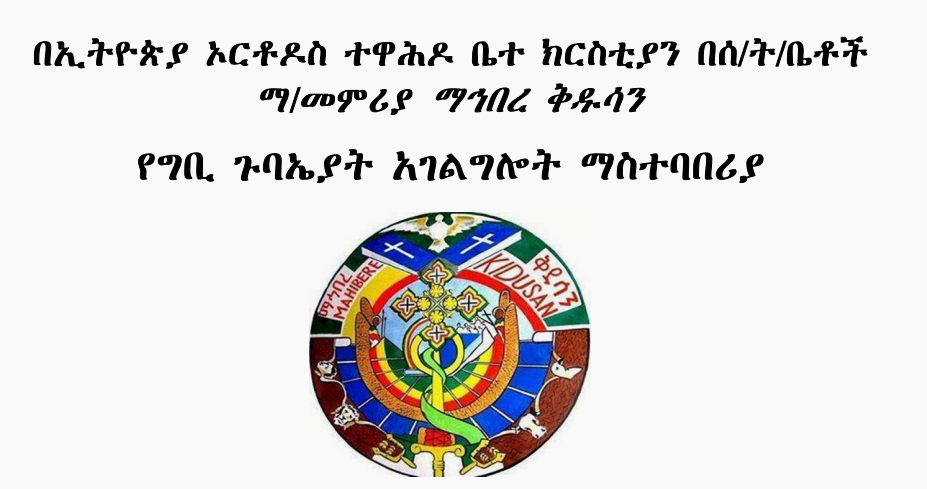 በኢትዮጵያ ኦርቶዶስ ተዋሕዶ ቤተ ክርስቲያን በሰ/ት/ቤቶች
ማ/መምሪያ ማኅበረ ቅዱሳን
የግቢ ጉባኤያት አገልግሎት ማስተባበሪያ
ማኅበረ
MAHIBERE
KIDUSAN
ቅዱሳን